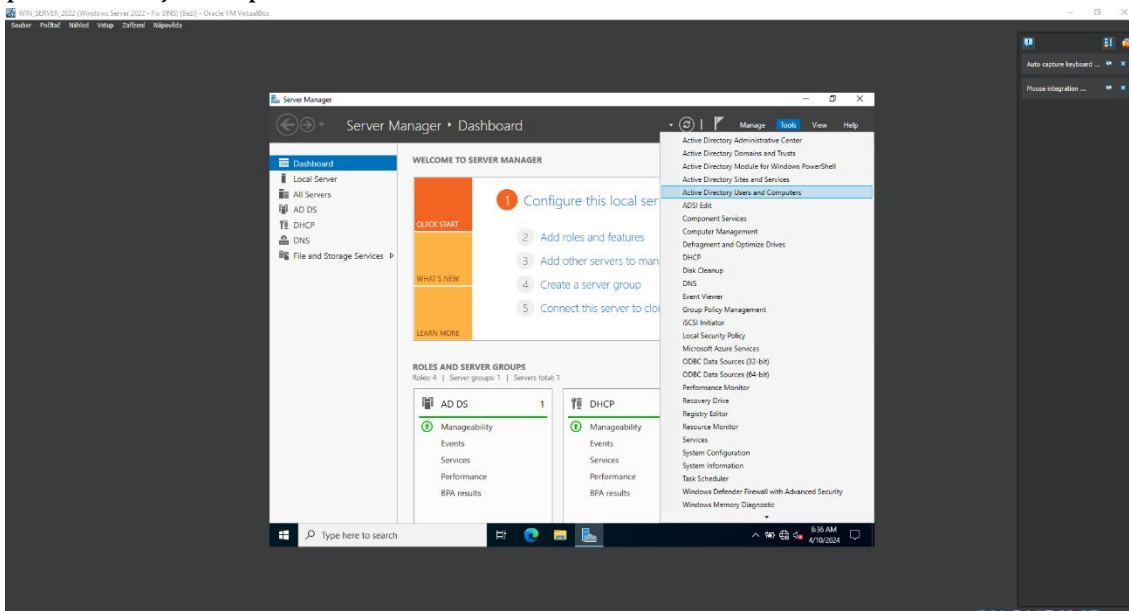 WIN_SERVER_2022 (Windows Server 2022 - Fix DNS) [Běží] - Oracle VM VirtualBox
Soubor Počítač Náhled Vstup Zařízení Nápověda
Auto capture keyboard ...
Mouse integration ...
Server Manager
Server Manager • Dashboard
Manage Tools View Help
Dashboard
Local Server
All Servers
AD DS
DHCP
DNS
File and Storage Services
WELCOME TO SERVER MANAGER
QUICK START
WHAT'S NEW
LEARN MORE
1 Configure this local ser
2 Add roles and features
3 Add other servers to man
4 Create a server group
5 Connect this server to clo
ROLES AND SERVER GROUPS
Roles: 4 | Server groups: 1 | Servers total: 1
AD DS 1
Manageability
Events
Services
Performance
BPA results
DHCP
Manageability
Events
Services
Performance
BPA results
Active Directory Administrative Center
Active Directory Domains and Trusts
Active Directory Module for Windows PowerShell
Active Directory Sites and Services
Active Directory Users and Computers
ADSI Edit
Component Services
Computer Management
Defragment and Optimize Drives
DHCP
Disk Cleanup
DNS
Event Viewer
Group Policy Management
iSCSI Initiator
Local Security Policy
Microsoft Azure Services
ODBC Data Sources (32-bit)
ODBC Data Sources (64-bit)
Performance Monitor
Recovery Drive
Registry Editor
Resource Monitor
Services
System Configuration
System Information
Task Scheduler
Windows Defender Firewall with Advanced Security
Windows Memory Diagnostic
Type here to search
6:36 AM
4/10/2024